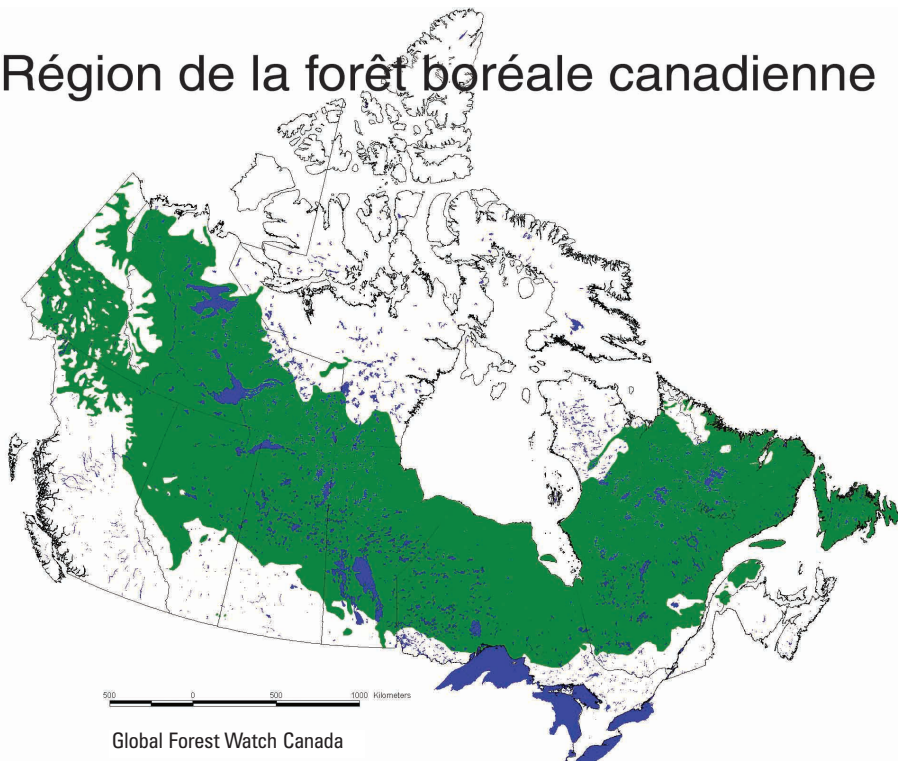 Région de la forêt boréale canadienne
500 0 500 1000 Kilometers
Global Forest Watch Canada